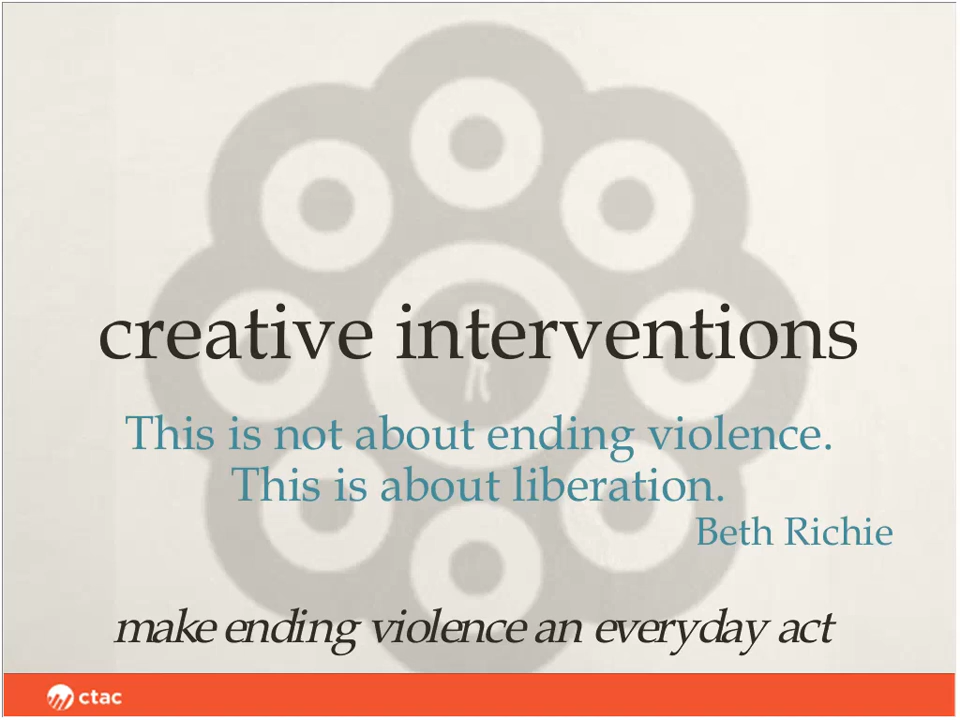 creative interventions
This is not about ending violence.
This is about liberation.
Beth Richie
make ending violence an everyday act
ctac